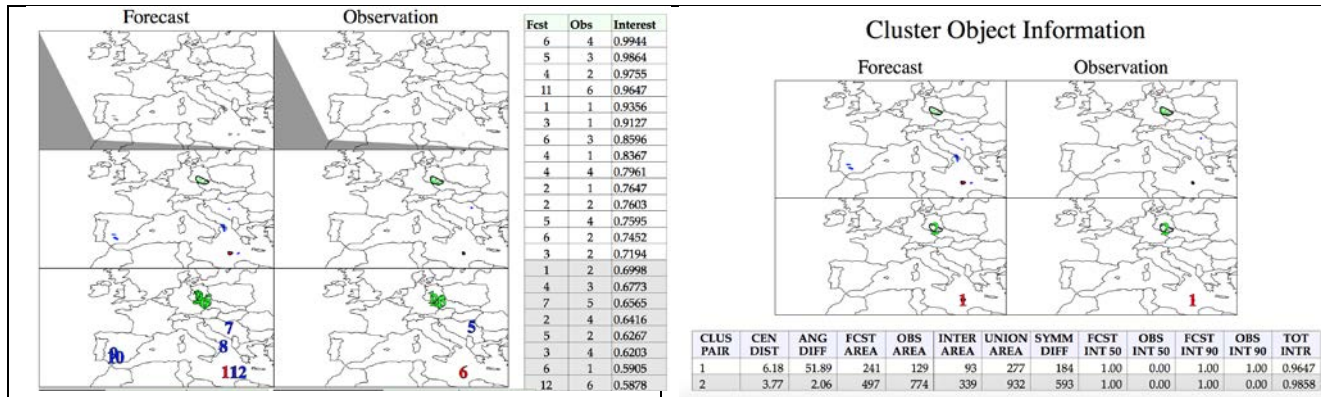 Forecast Observation
Fcst Obs Interest
6 4 0.9944
5 3 0.9864
4 2 0.9755
11 6 0.9647
1 1 0.9356
3 1 0.9127
6 3 0.8596
4 1 0.8367
4 4 0.7961
2 1 0.7647
2 2 0.7603
5 4 0.7595
6 2 0.7452
3 2 0.7194
1 2 0.6998
4 3 0.6773
7 5 0.6565
2 4 0.6416
5 2 0.6267
3 4 0.6203
6 1 0.5905
12 6 0.5878
7
8
10
11 12
5
6
Cluster Object Information
Forecast Observation
1 1
CLUS PAIR CEN DIST ANG DIFF FCST AREA OBS AREA INTER AREA UNION AREA SYMM DIFF FCST INT 50 OBS INT 50 FCST INT 90 OBS INT 90 TOT INTR
1 6.18 51.89 241 129 93 277 184 1.00 0.00 1.00 1.00 0.9647
2 3.77 2.06 497 774 339 932 593 1.00 0.00 1.00 0.00 0.9858